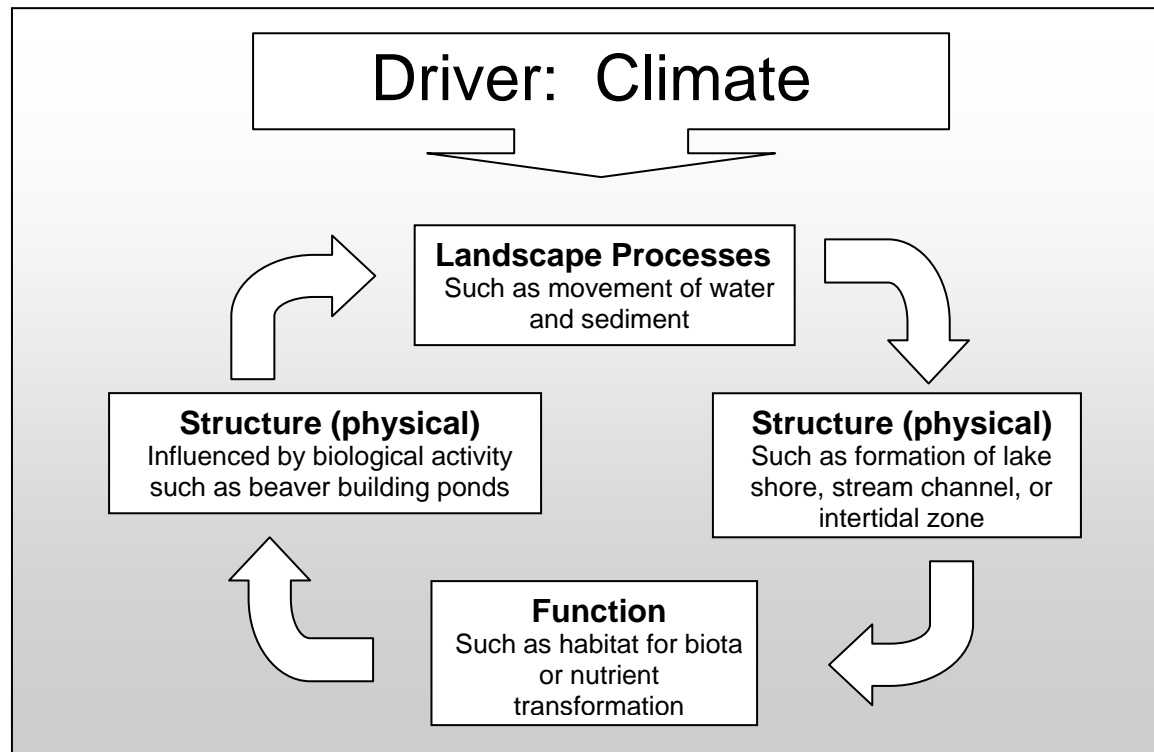 Driver: Climate
Landscape Processes
Such as movement of water
and sediment
Structure (physical)
Influenced by biological activity
such as beaver building ponds
Structure (physical)
Such as formation of lake
shore, stream channel, or
intertidal zone
Function
Such as habitat for biota
or nutrient
transformation